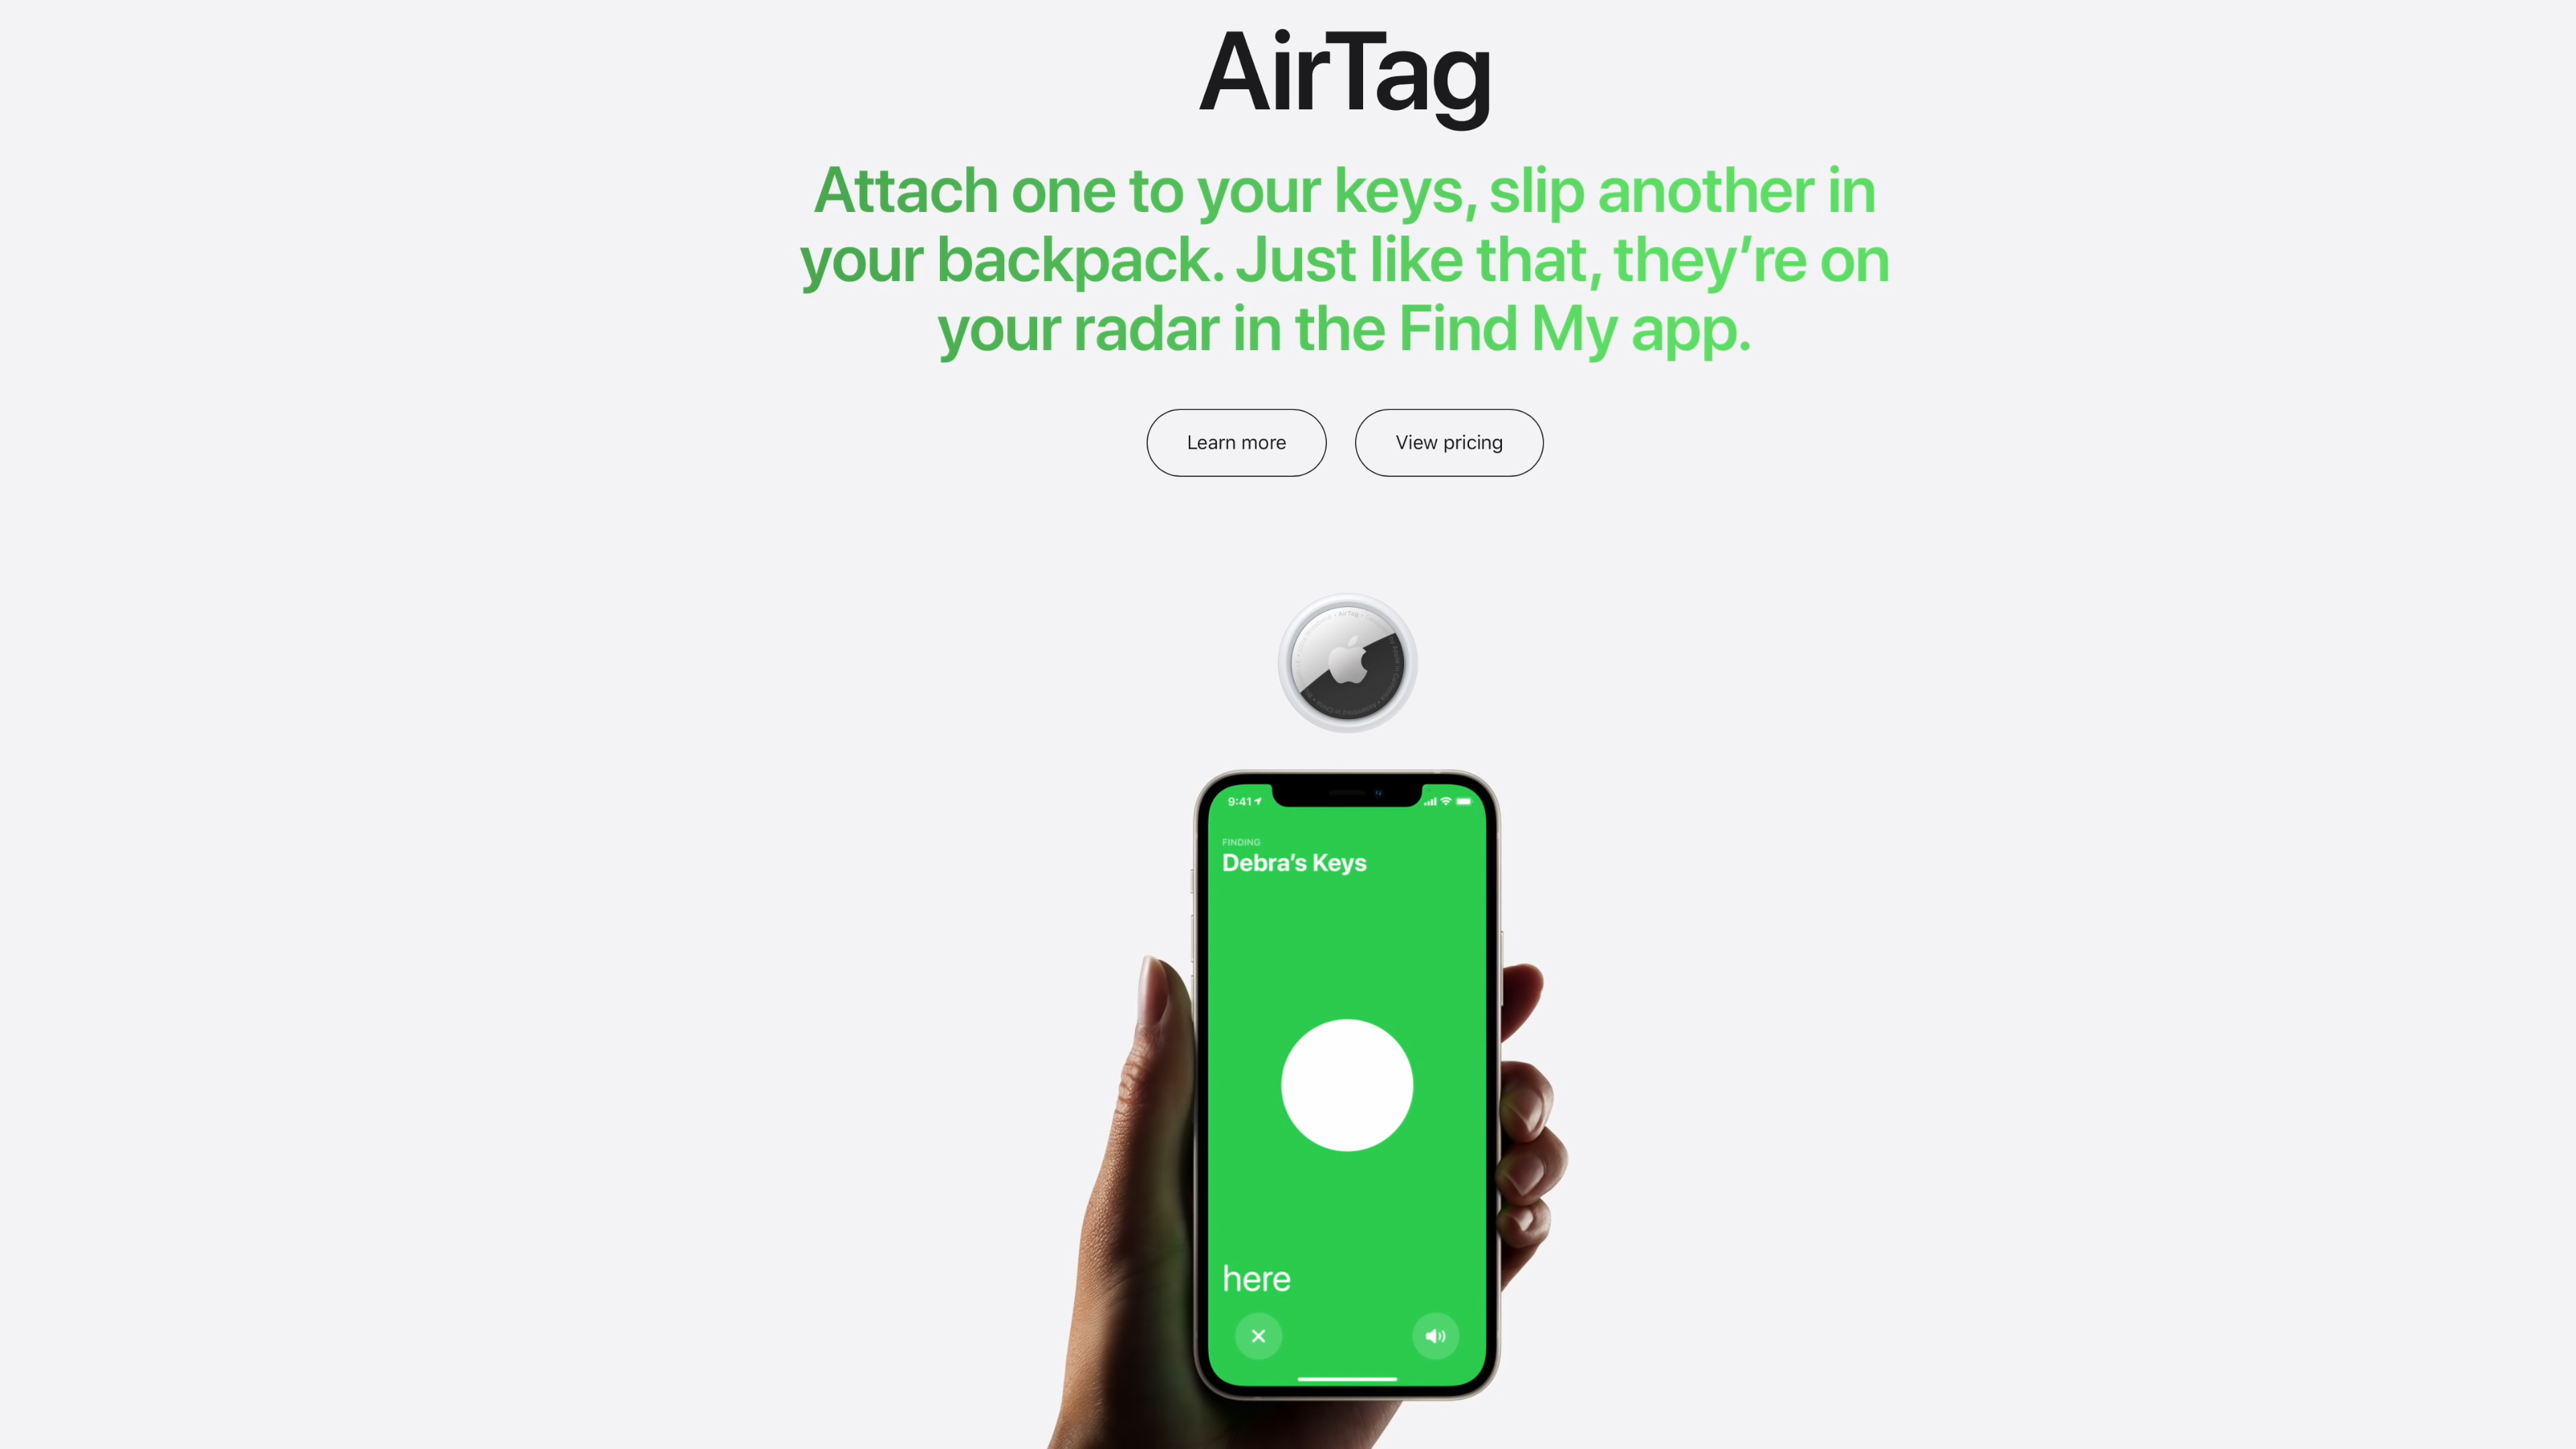 AirTag
Attach one to your keys, slip another in
your backpack. Just like that, they’re on
your radar in the Find My app.
Learn more
View pricing
AirTag
9:41
FINDING
Debra’s Keys
here